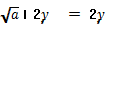 √a + 2y = 2y